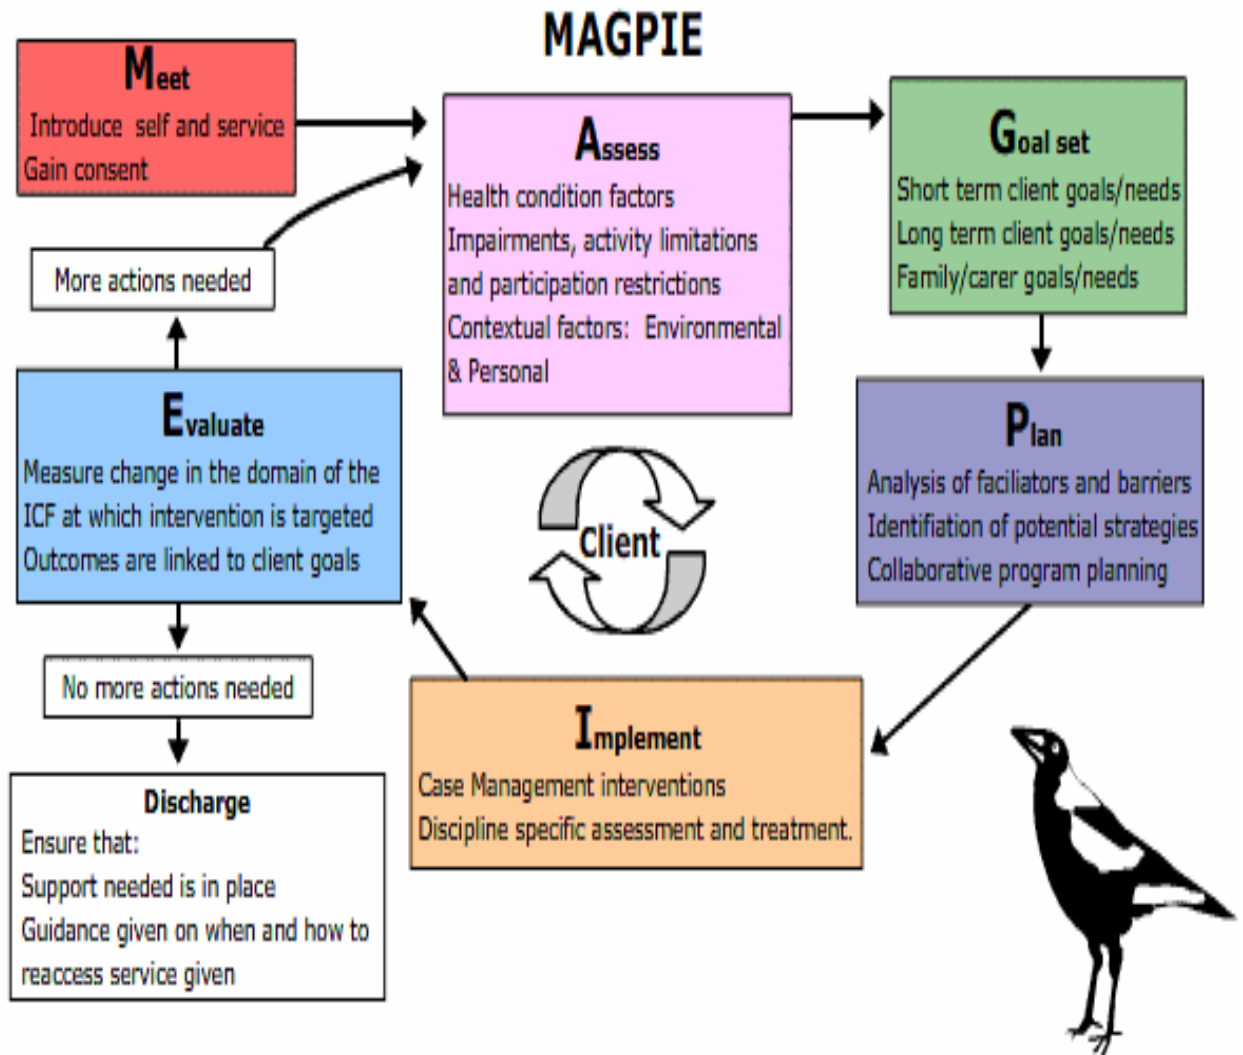 MAGPIE
Meet
Introduce self and service
Gain consent
Assess
Health condition factors
Impairments, activity limitations
and participation restrictions
Contextual factors: Environmental
& Personal
Goal set
Short term client goals/needs
Long term client goals/needs
Family/carer goals/needs
Plan
Analysis of faciliators and barriers
Identifiation of potential strategies
Collaborative program planning
Implement
Case Management interventions
Discipline specific assessment and treatment.
Evaluate
Measure change in the domain of the
ICF at which intervention is targeted
Outcomes are linked to client goals
More actions needed
No more actions needed
Discharge
Ensure that:
Support needed is in place
Guidance given on when and how to
reaccess service given
Client